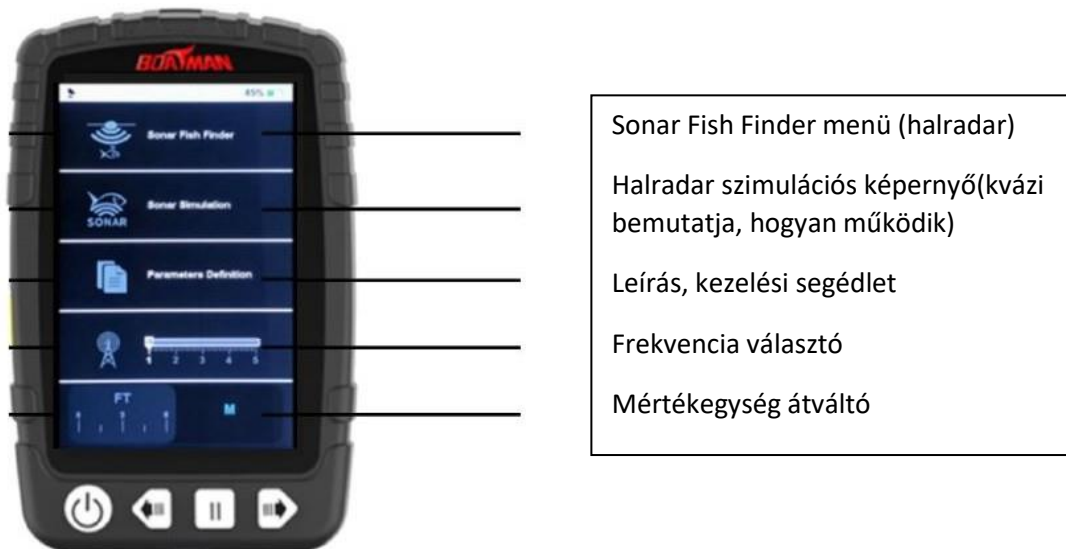 BOATMAN
85%
Sonar Fish Finder
Sonar Simulation
SONAR
Parameters Definition
1 2 3 4 5
FT
M
Sonar Fish Finder menü (halradar)
Halradar szimulációs képernyő(kvázi
bemutatja, hogyan működik)
Leírás, kezelési segédlet
Frekvencia választó
Mértékegység átváltó